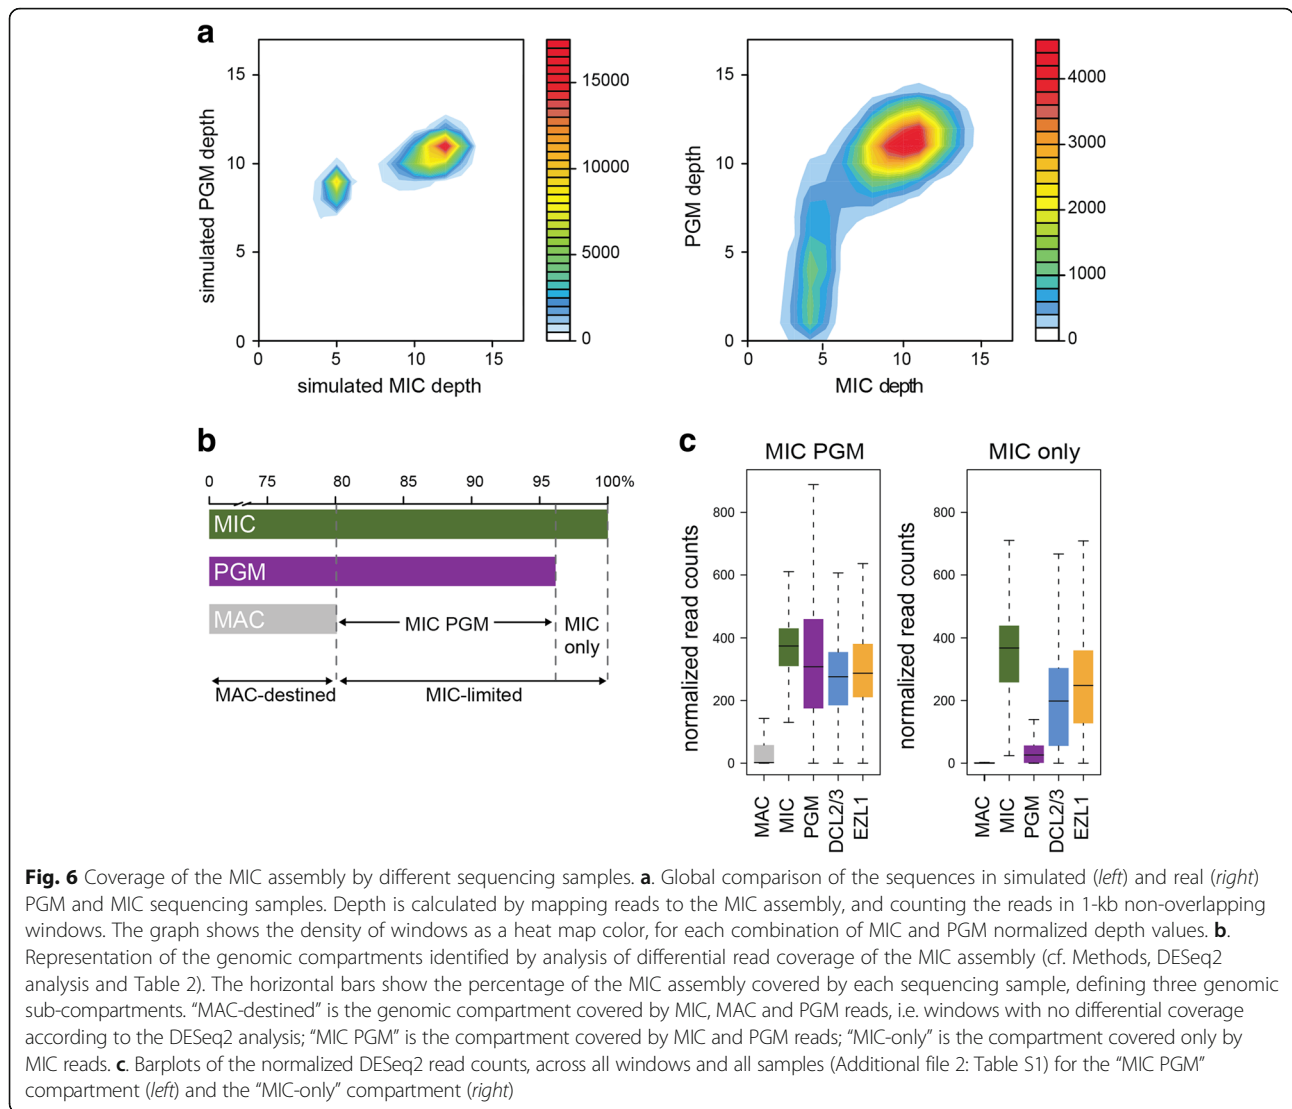 a
simulated PGM depth
15
10
5
0
0
5
10
15
simulated MIC depth
15000
10000
5000
0
PGM depth
15
10
5
0
0
5
10
15
MIC depth
4000
3000
2000
1000
0
b
0 75 80 85 90 95 100%
MIC
PGM
MAC
MIC PGM
MIC
only
MAC-destined
MIC-limited
c
MIC PGM
normalized read counts
800
600
400
200
0
MAC
MIC
PGM
DCL2/3
EZL1
MIC only
normalized read counts
800
600
400
200
0
MAC
MIC
PGM
DCL2/3
EZL1
Fig. 6 Coverage of the MIC assembly by different sequencing samples. a. Global comparison of the sequences in simulated (left) and real (right)
PGM and MIC sequencing samples. Depth is calculated by mapping reads to the MIC assembly, and counting the reads in 1-kb non-overlapping
windows. The graph shows the density of windows as a heat map color, for each combination of MIC and PGM normalized depth values. b.
Representation of the genomic compartments identified by analysis of differential read coverage of the MIC assembly (cf. Methods, DESeq2
analysis and Table 2). The horizontal bars show the percentage of the MIC assembly covered by each sequencing sample, defining three genomic
sub-compartments. “MAC-destined” is the genomic compartment covered by MIC, MAC and PGM reads, i.e. windows with no differential coverage
according to the DESeq2 analysis; “MIC PGM” is the compartment covered by MIC and PGM reads; “MIC-only” is the compartment covered only by
MIC reads. c. Barplots of the normalized DESeq2 read counts, across all windows and all samples (Additional file 2: Table S1) for the “MIC PGM”
compartment (left) and the “MIC-only” compartment (right)